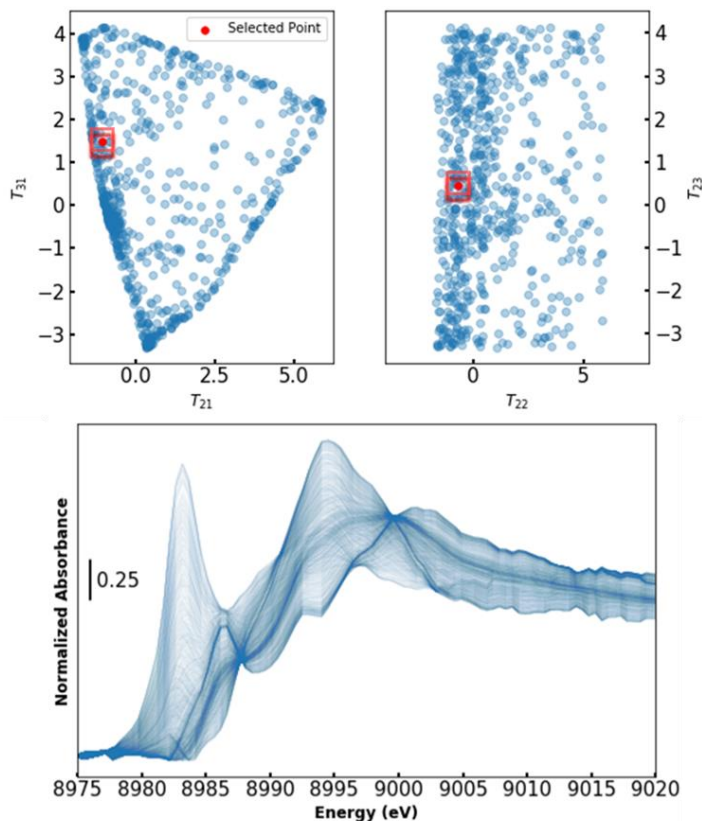 Selected Point
4
3
2
1
0
−1
−2
−3
T31
0.0 2.5 5.0
T21
4
3
2
1
0
−1
−2
−3
T23
0 5
T22
Normalized Absorbance
0.25
8975 8980 8985 8990 8995 9000 9005 9010 9015 9020
Energy (eV)